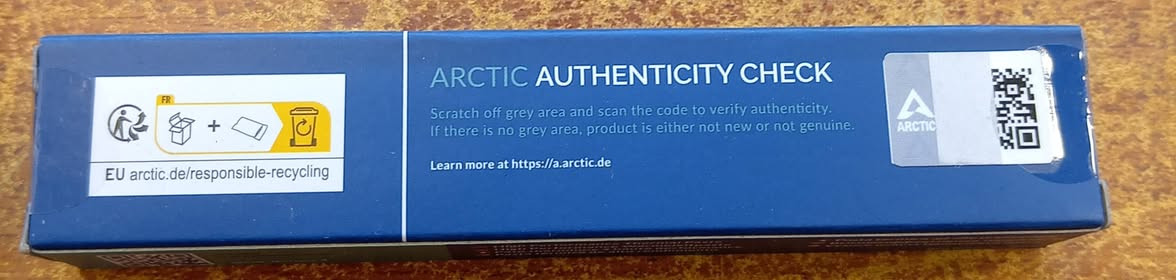 FR
+
EU arctic.de/responsible-recycling
ARCTIC AUTHENTICITY CHECK
Scratch off grey area and scan the code to verify authenticity.
If there is no grey area, product is either not new or not genuine.
Learn more at https://a.arctic.de
ARCTIC